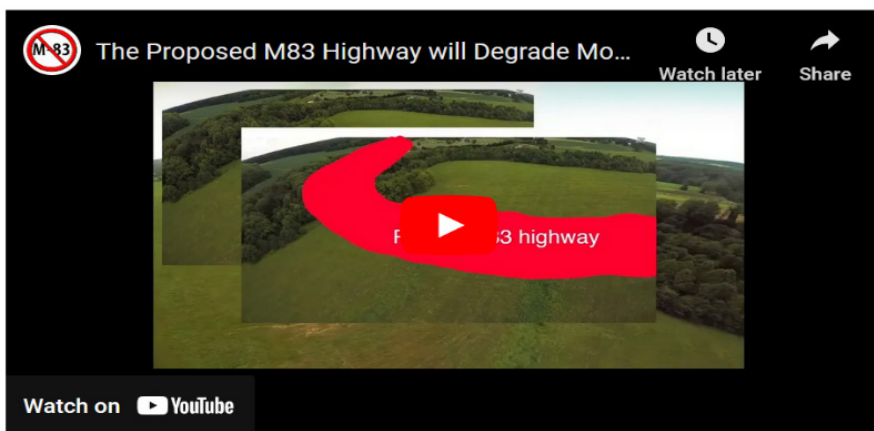 M-83
The Proposed M83 Highway will Degrade Mo...
Watch later
Share
83 highway
Watch on YouTube